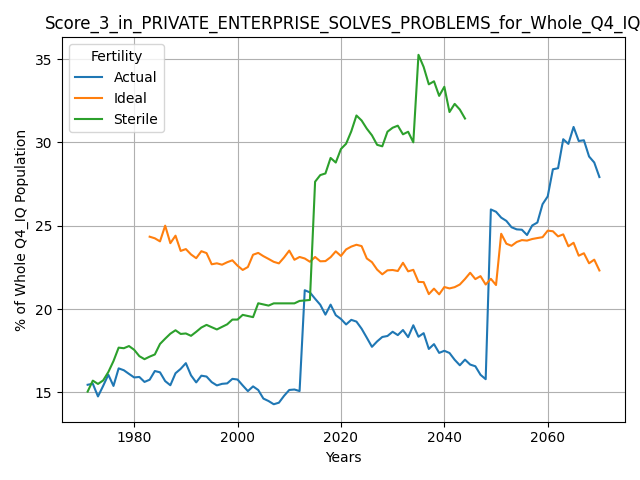 Score_3_in_PRIVATE_ENTERPRISE_SOLVES_PROBLEMS_for_Whole_Q4_IQ
Fertility
Actual
Ideal
Sterile
% of Whole Q4_IQ Population
35
30
25
20
15
1980
2000
2020
2040
2060
Years